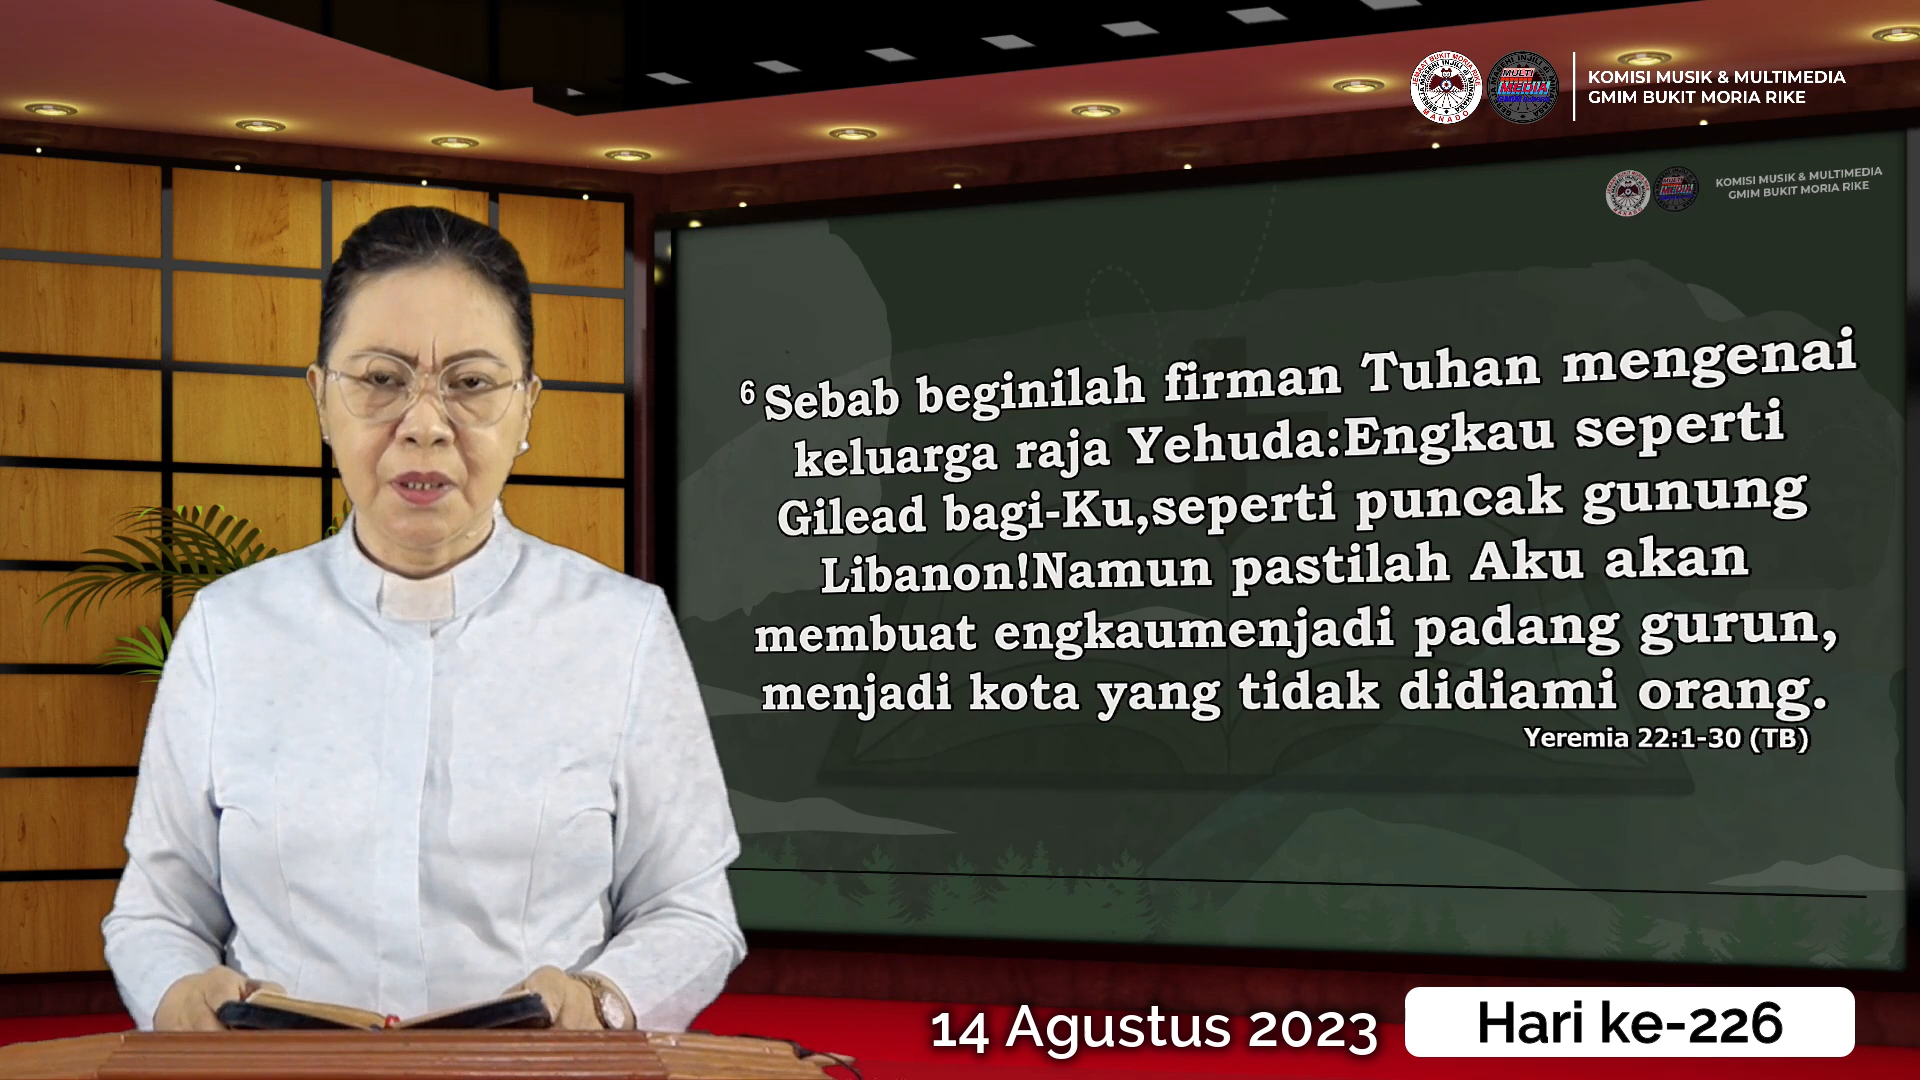 KOMISI MUSIK & MULTIMEDIA
GMIM BUKIT MORIA RIKE
MULTI
MEDIA
MANADO
KOMISI MUSIK & MULTIMEDIA
GMIM BUKIT MORIA RIKE
6 Sebab beginilah firman Tuhan mengenai
keluarga raja Yehuda:Engkau seperti
Gilead bagi-Ku,seperti puncak gunung
Libanon!Namun pastilah Aku akan
membuat engkaumenjadi padang gurun,
menjadi kota yang tidak didiami orang.
Yeremia 22:1-30 (TB)
14 Agustus 2023
Hari ke-226